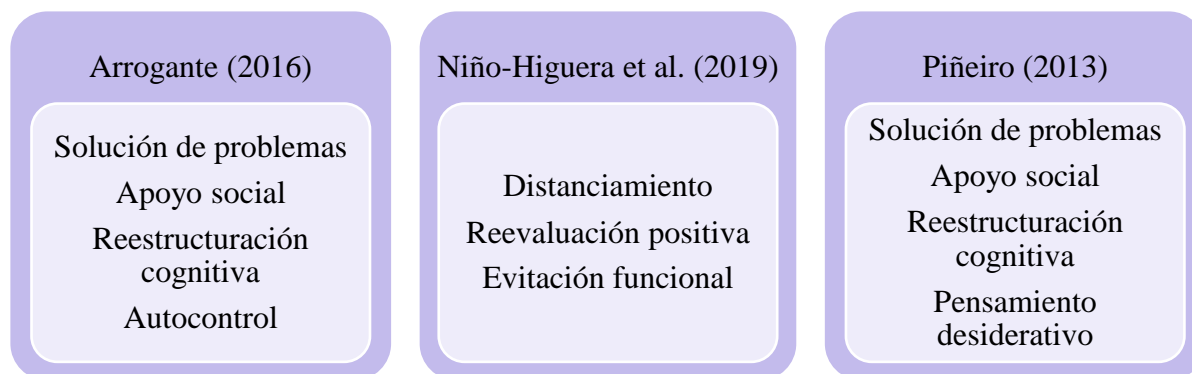 Arrogante (2016)
Solución de problemas
Apoyo social
Reestructuración
cognitiva
Autocontrol
Niño-Higuera et al. (2019)
Distanciamiento
Reevaluación positiva
Evitación funcional
Piñeiro (2013)
Solución de problemas
Apoyo social
Reestructuración
cognitiva
Pensamiento
desiderativo